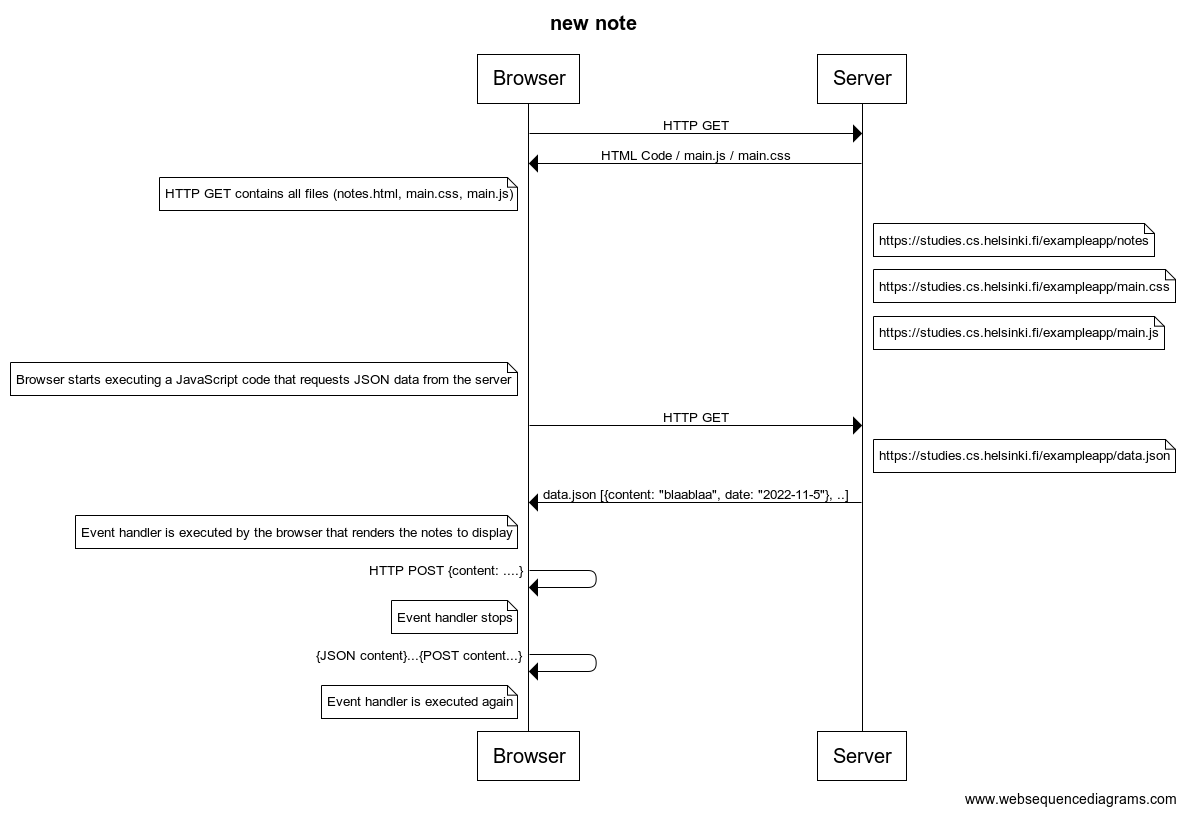 new note
Browser
Server
HTTP GET
HTML Code / main.js / main.css
HTTP GET contains all files (notes.html, main.css, main.js)
https://studies.cs.helsinki.fi/exampleapp/notes
https://studies.cs.helsinki.fi/exampleapp/main.css
https://studies.cs.helsinki.fi/exampleapp/main.js
Browser starts executing a JavaScript code that requests JSON data from the server
HTTP GET
https://studies.cs.helsinki.fi/exampleapp/data.json
data.json [{content: "blaablaa", date: "2022-11-5"}, ..]
Event handler is executed by the browser that renders the notes to display
HTTP POST {content: ....}
Event handler stops
{JSON content}...{POST content...}
Event handler is executed again
Browser
Server
www.websequencediagrams.com